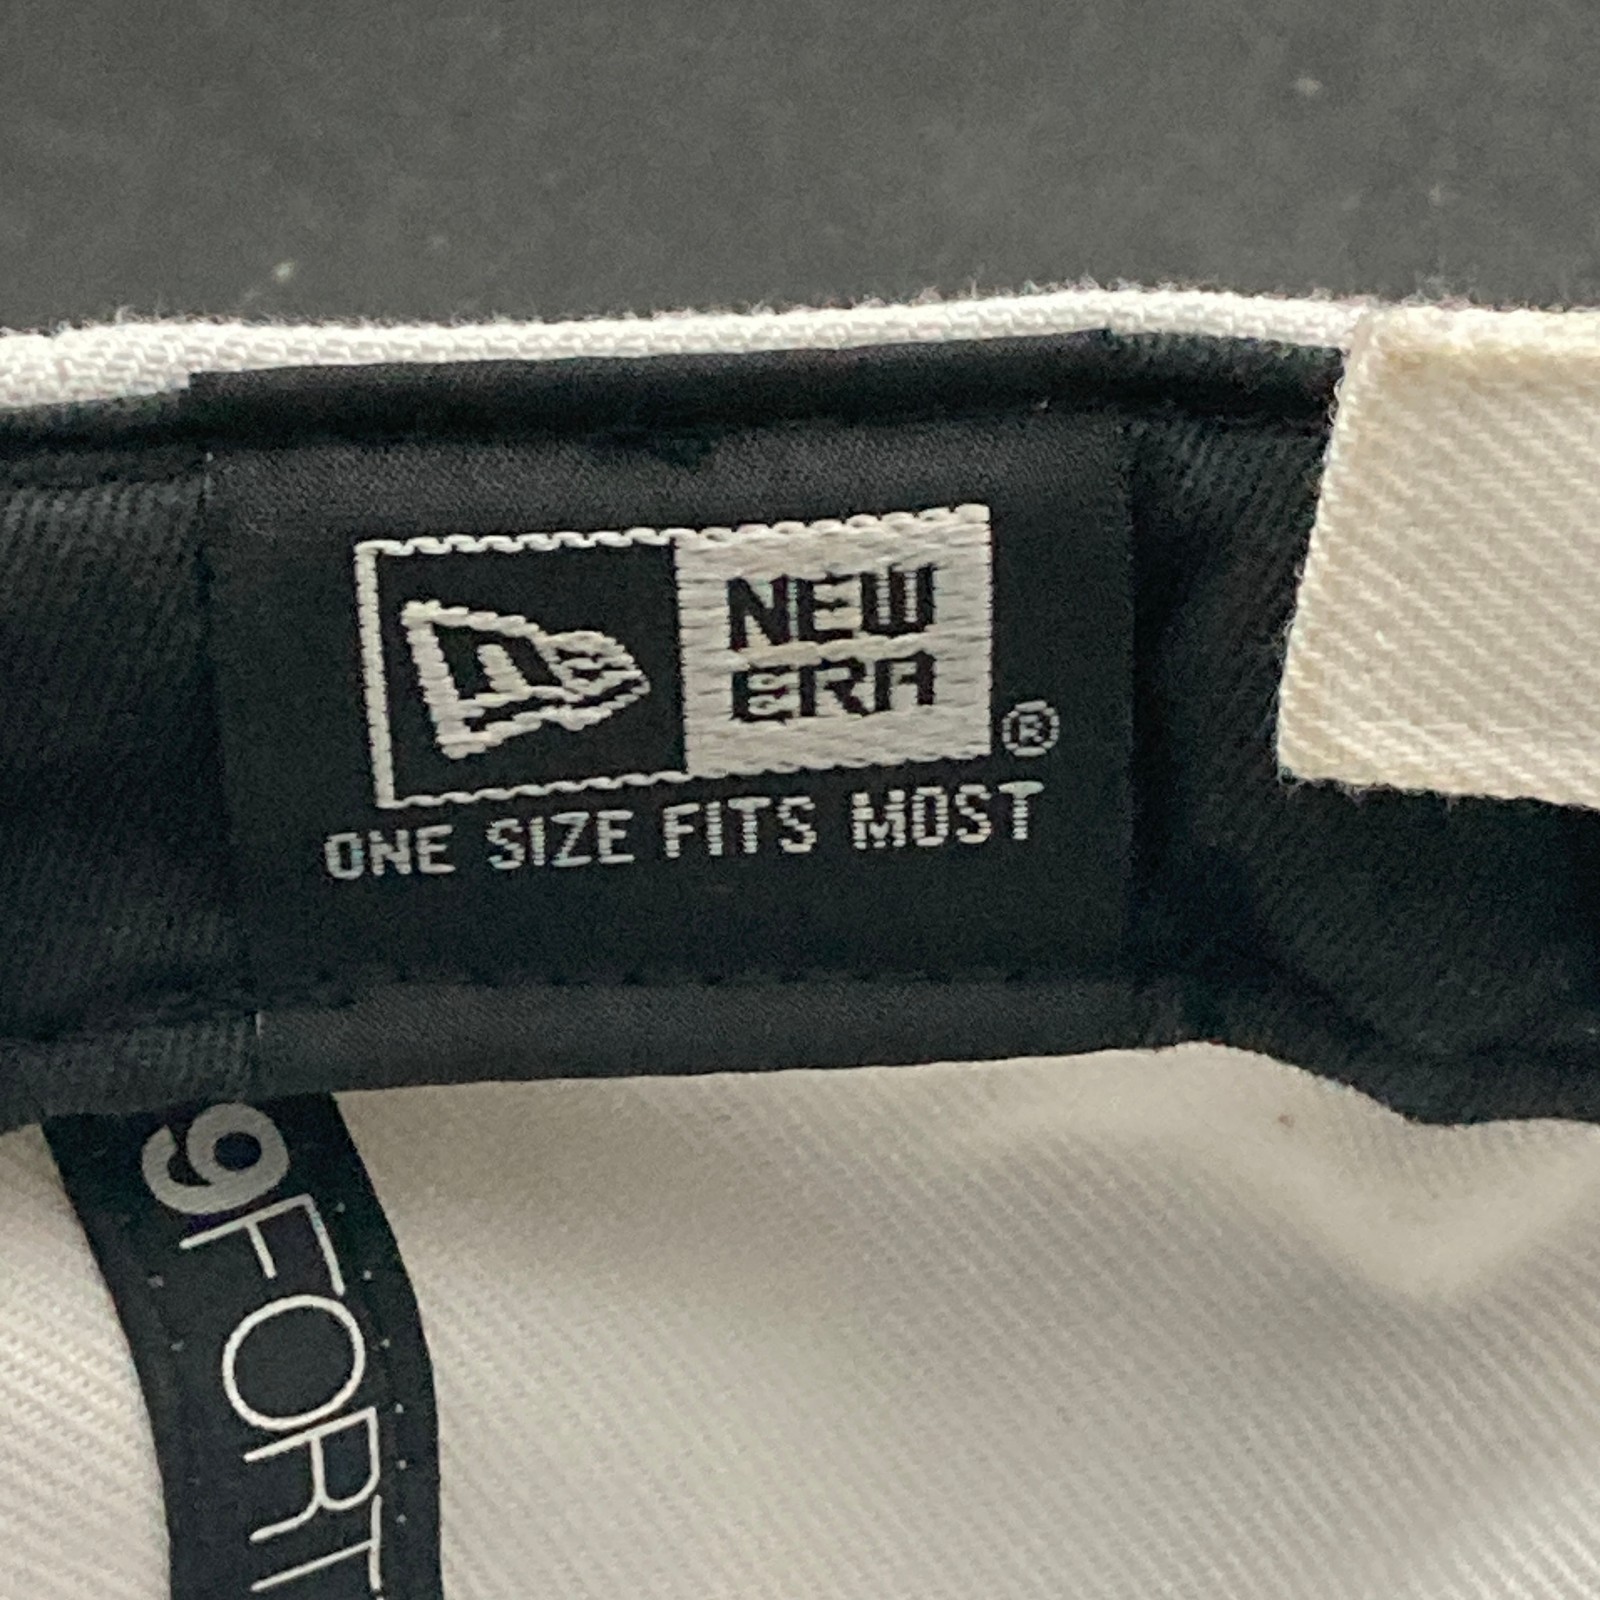 NEW
ERA
®
ONE SIZE FITS MOST
9FORT